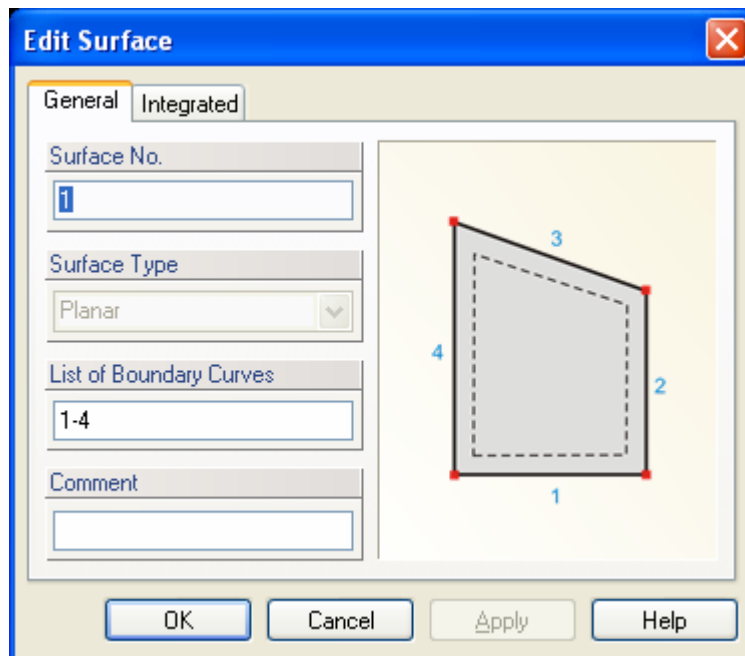 Edit Surface
General Integrated
Surface No.
1
Surface Type
Planar
List of Boundary Curves
1-4
Comment
3
4
2
1
OK Cancel Apply Help